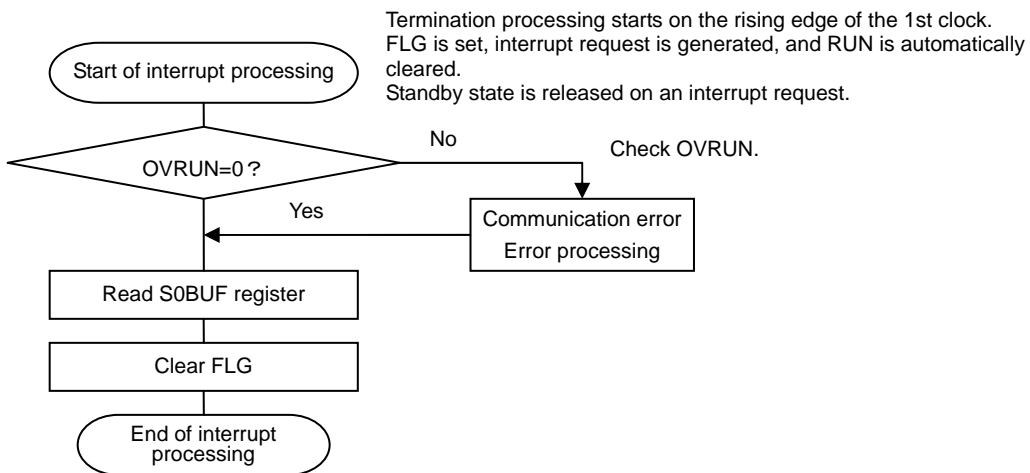 Termination processing starts on the rising edge of the 1st clock.
FLG is set, interrupt request is generated, and RUN is automatically
cleared.
Standby state is released on an interrupt request.
Start of interrupt processing
No
Check OVRUN.
OVRUN=0？
Yes
Communication error
Error processing
Read S0BUF register
Clear FLG
End of interrupt
processing